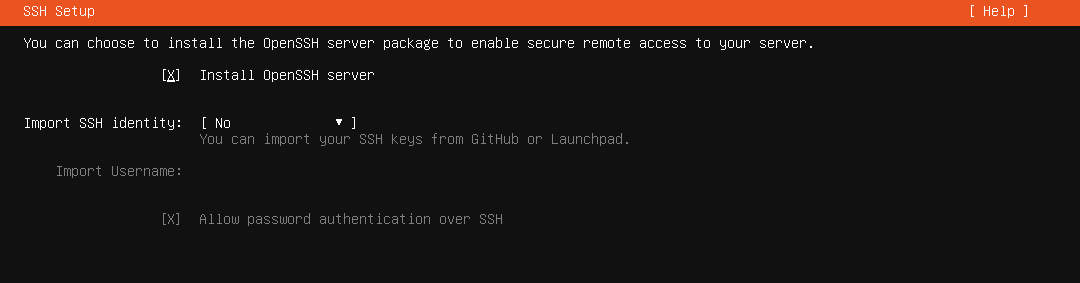 SSH Setup [ Help ]
You can choose to install the OpenSSH server package to enable secure remote access to your server.
[X] Install OpenSSH server
Import SSH identity: [ No ▼ ]
You can import your SSH keys from GitHub or Launchpad.
Import Username:
[X] Allow password authentication over SSH